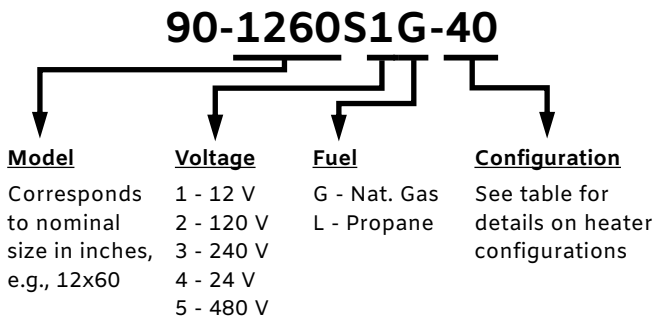 90-1260S1G-40
Model
Corresponds
to nominal
size in inches,
e.g., 12x60
Voltage
1 - 12 V
2 - 120 V
3 - 240 V
4 - 24 V
5 - 480 V
Fuel
G - Nat. Gas
L - Propane
Configuration
See table for
details on heater
configurations